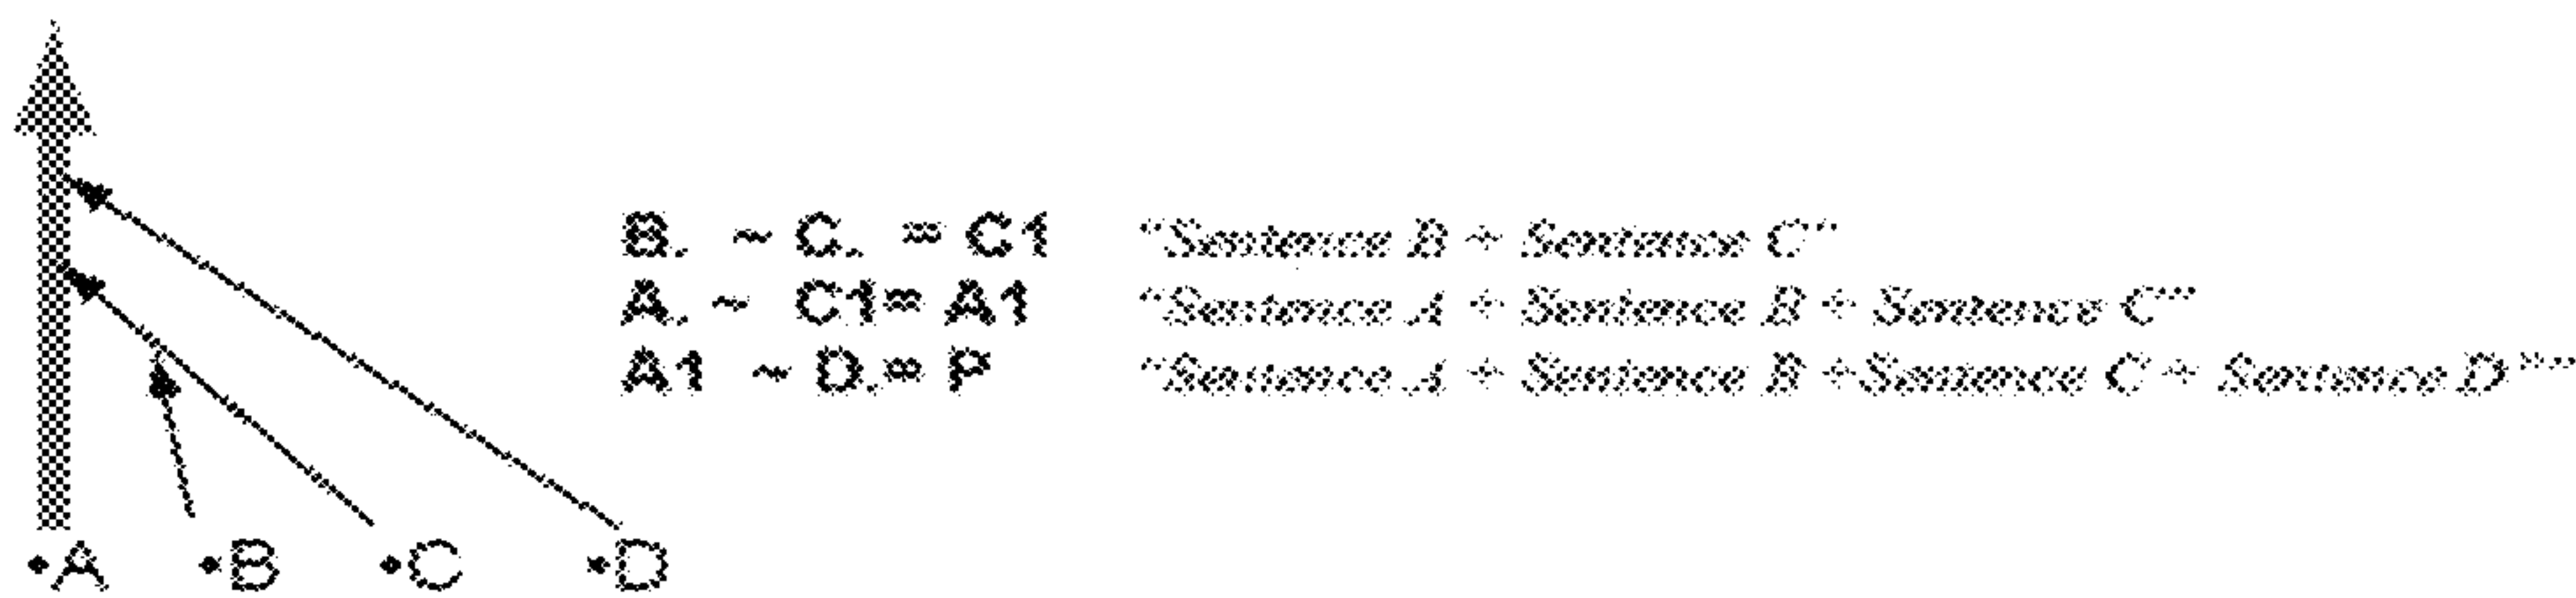 B. ~ C. = C1 "Sentence B + Sentence C"
A. ~ C1= A1 "Sentence A + Sentence B + Sentence C"
A1 ~ D.= P "Sentence A + Sentence B +Sentence C + Sentence D""
•A •B •C •D